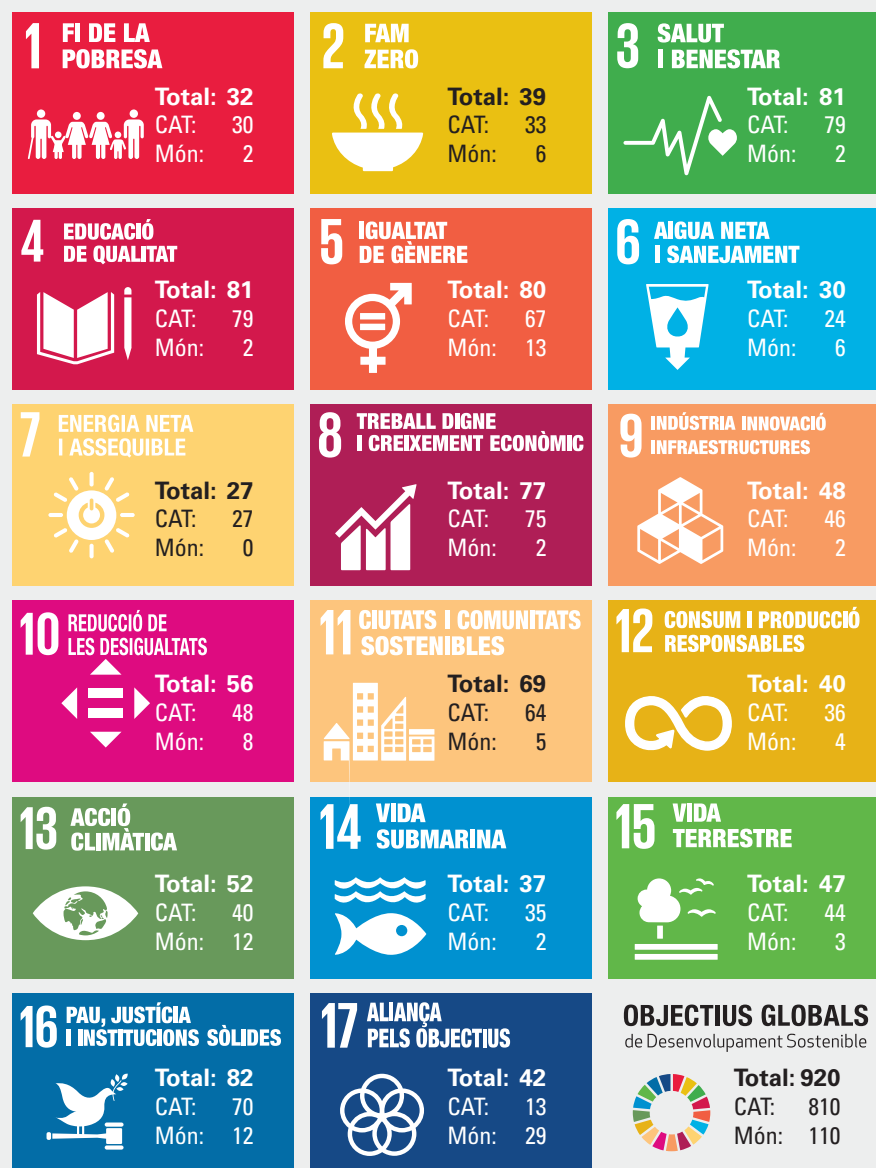 1 FI DE LA
POBRESA
Total: 32
CAT: 30
Món: 2
2 FAM
ZERO
Total: 39
CAT: 33
Món: 6
3 SALUT
I BENESTAR
Total: 81
CAT: 79
Món: 2
4 EDUCACIÓ
DE QUALITAT
Total: 81
CAT: 79
Món: 2
5 IGUALTAT
DE GÈNERE
Total: 80
CAT: 67
Món: 13
6 AIGUA NETA
I SANEJAMENT
Total: 30
CAT: 24
Món: 6
7 ENERGIA NETA
I ASSEQUIBLE
Total: 27
CAT: 27
Món: 0
8 TREBALL DIGNE
I CREIXEMENT ECONÒMIC
Total: 77
CAT: 75
Món: 2
9 INDÚSTRIA INNOVACIÓ
INFRAESTRUCTURES
Total: 48
CAT: 46
Món: 2
10 REDUCCIÓ DE
LES DESIGUALTATS
Total: 56
CAT: 48
Món: 8
11 CIUTATS I COMUNITATS
SOSTENIBLES
Total: 69
CAT: 64
Món: 5
12 CONSUM I PRODUCCIÓ
RESPONSABLES
Total: 40
CAT: 36
Món: 4
13 ACCIÓ
CLIMÀTICA
Total: 52
CAT: 40
Món: 12
14 VIDA
SUBMARINA
Total: 37
CAT: 35
Món: 2
15 VIDA
TERRESTRE
Total: 47
CAT: 44
Món: 3
16 PAU, JUSTÍCIA
I INSTITUCIONS SÒLIDES
Total: 82
CAT: 70
Món: 12
17 ALIANÇA
PELS OBJECTIUS
Total: 42
CAT: 13
Món: 29
OBJECTIUS GLOBALS
de Desenvolupament Sostenible
Total: 920
CAT: 810
Món: 110